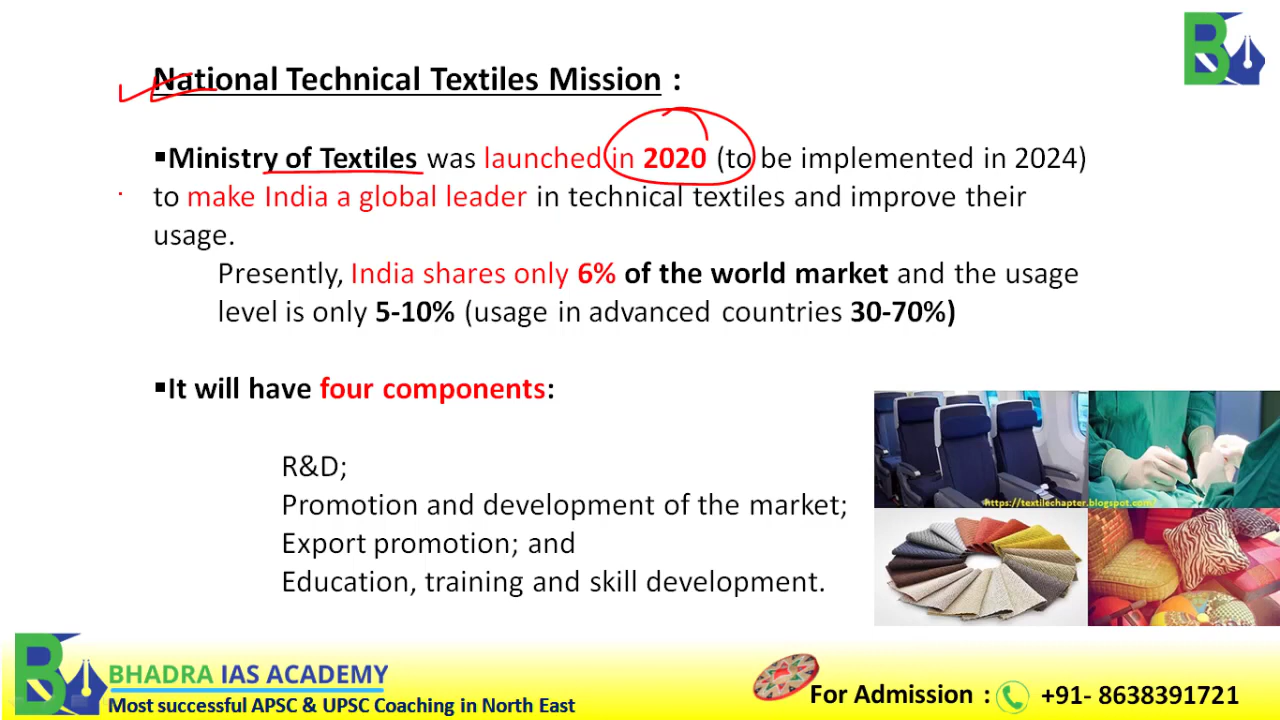 National Technical Textiles Mission :
▪Ministry of Textiles was launched in 2020 (to be implemented in 2024)
to make India a global leader in technical textiles and improve their
usage.
Presently, India shares only 6% of the world market and the usage
level is only 5-10% (usage in advanced countries 30-70%)
▪It will have four components:
R&D;
Promotion and development of the market;
Export promotion; and
Education, training and skill development.
https://textilechapter.blogspot.com/
BHADRA IAS ACADEMY
Most successful APSC & UPSC Coaching in North East
For Admission : +91- 8638391721